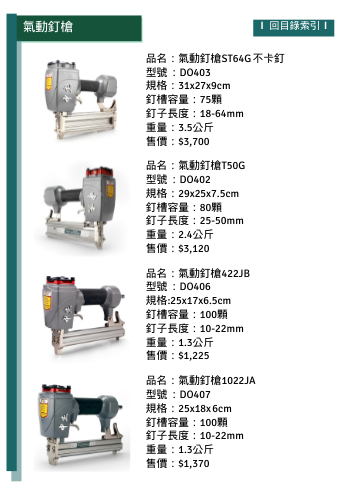 氣動釘槍
回目錄索引
品名：氣動釘槍ST64G不卡釘
型號：DO403
規格：31x27x9cm
釘槽容量：75顆
釘子長度：18-64mm
重量：3.5公斤
售價：$3,700
品名：氣動釘槍T50G
型號：DO402
規格：29x25x7.5cm
釘槽容量：80顆
釘子長度：25-50mm
重量：2.4公斤
售價：$3,120
品名：氣動釘槍422JB
型號：DO406
規格:25x17x6.5cm
釘槽容量：100顆
釘子長度：10-22mm
重量：1.3公斤
售價：$1,225
品名：氣動釘槍1022JA
型號：DO407
規格：25x18x6cm
釘槽容量：100顆
釘子長度：10-22mm
重量：1.3公斤
售價：$1,370